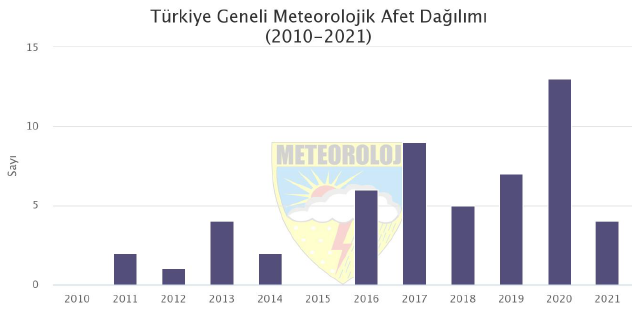 Türkiye Geneli Meteorolojik Afet Dağılımı
(2010-2021)
15
10
5
0
Sayı
METEOROLOJ
2010 2011 2012 2013 2014 2015 2016 2017 2018 2019 2020 2021